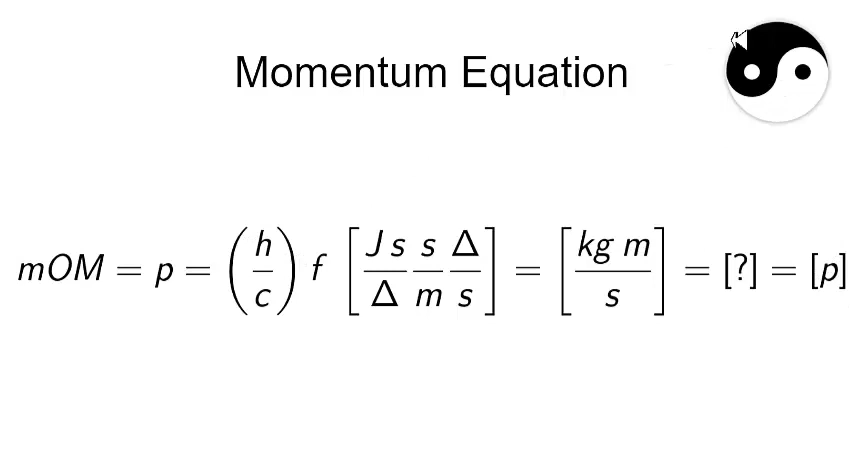 Momentum Equation
mOM = p = (h/c) f [J s/Δ s/m Δ/s] = [kg m/s] = [?] = [p]